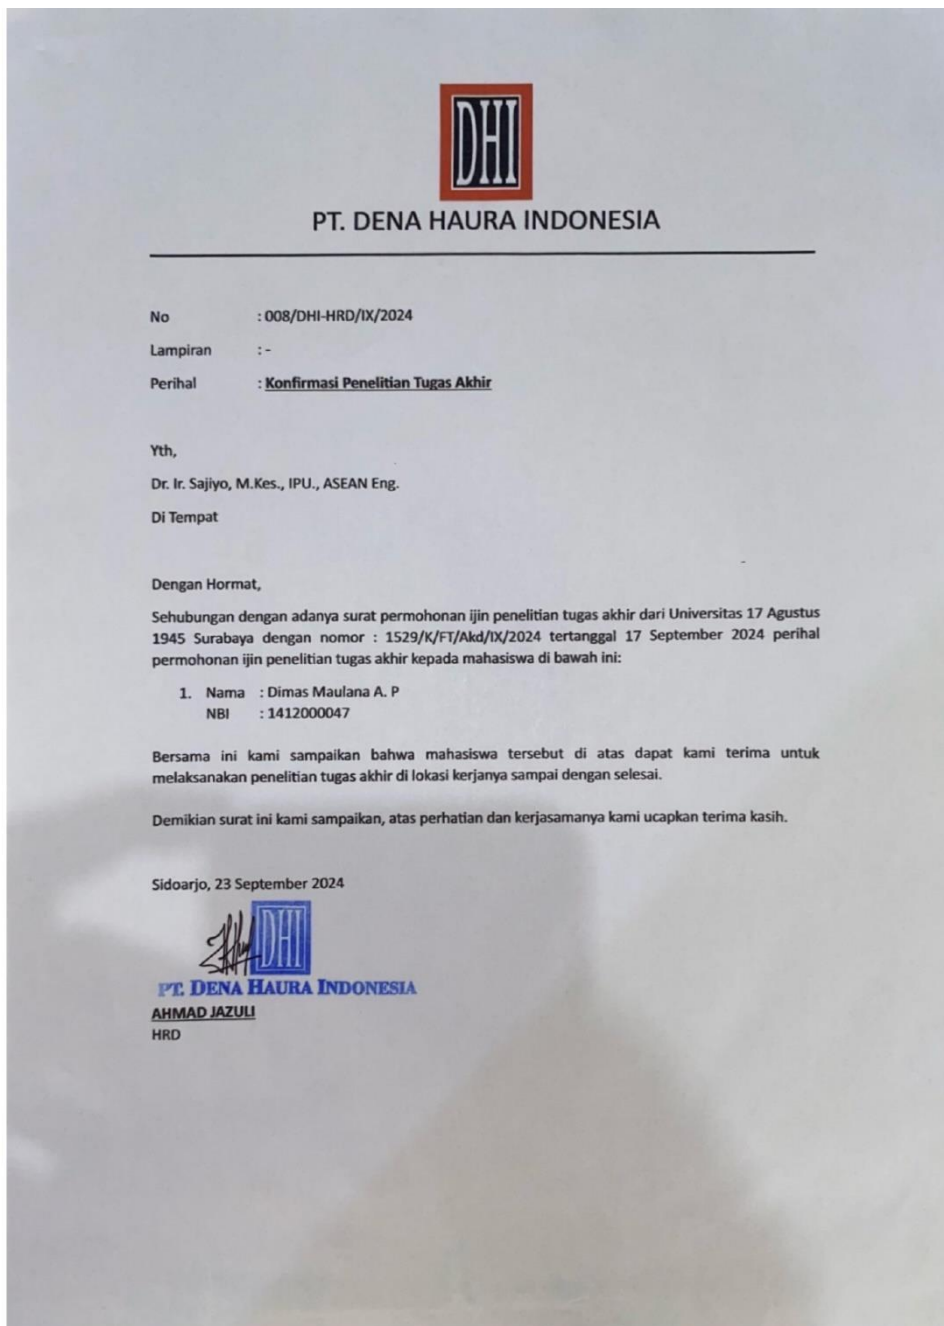 DHI
PT. DENA HAURA INDONESIA
No : 008/DHI-HRD/IX/2024
Lampiran : -
Perihal : Konfirmasi Penelitian Tugas Akhir
Yth,
Dr. Ir. Sajiyo, M.Kes., IPU., ASEAN Eng.
Di Tempat
Dengan Hormat,
Sehubungan dengan adanya surat permohonan ijin penelitian tugas akhir dari Universitas 17 Agustus
1945 Surabaya dengan nomor : 1529/K/FT/Akd/IX/2024 tertanggal 17 September 2024 perihal
permohonan ijin penelitian tugas akhir kepada mahasiswa di bawah ini:
1. Nama : Dimas Maulana A. P
NBI : 1412000047
Bersama ini kami sampaikan bahwa mahasiswa tersebut di atas dapat kami terima untuk
melaksanakan penelitian tugas akhir di lokasi kerjanya sampai dengan selesai.
Demikian surat ini kami sampaikan, atas perhatian dan kerjasamanya kami ucapkan terima kasih.
Sidoarjo, 23 September 2024
DHI
PT. DENA HAURA INDONESIA
AHMAD JAZULI
HRD